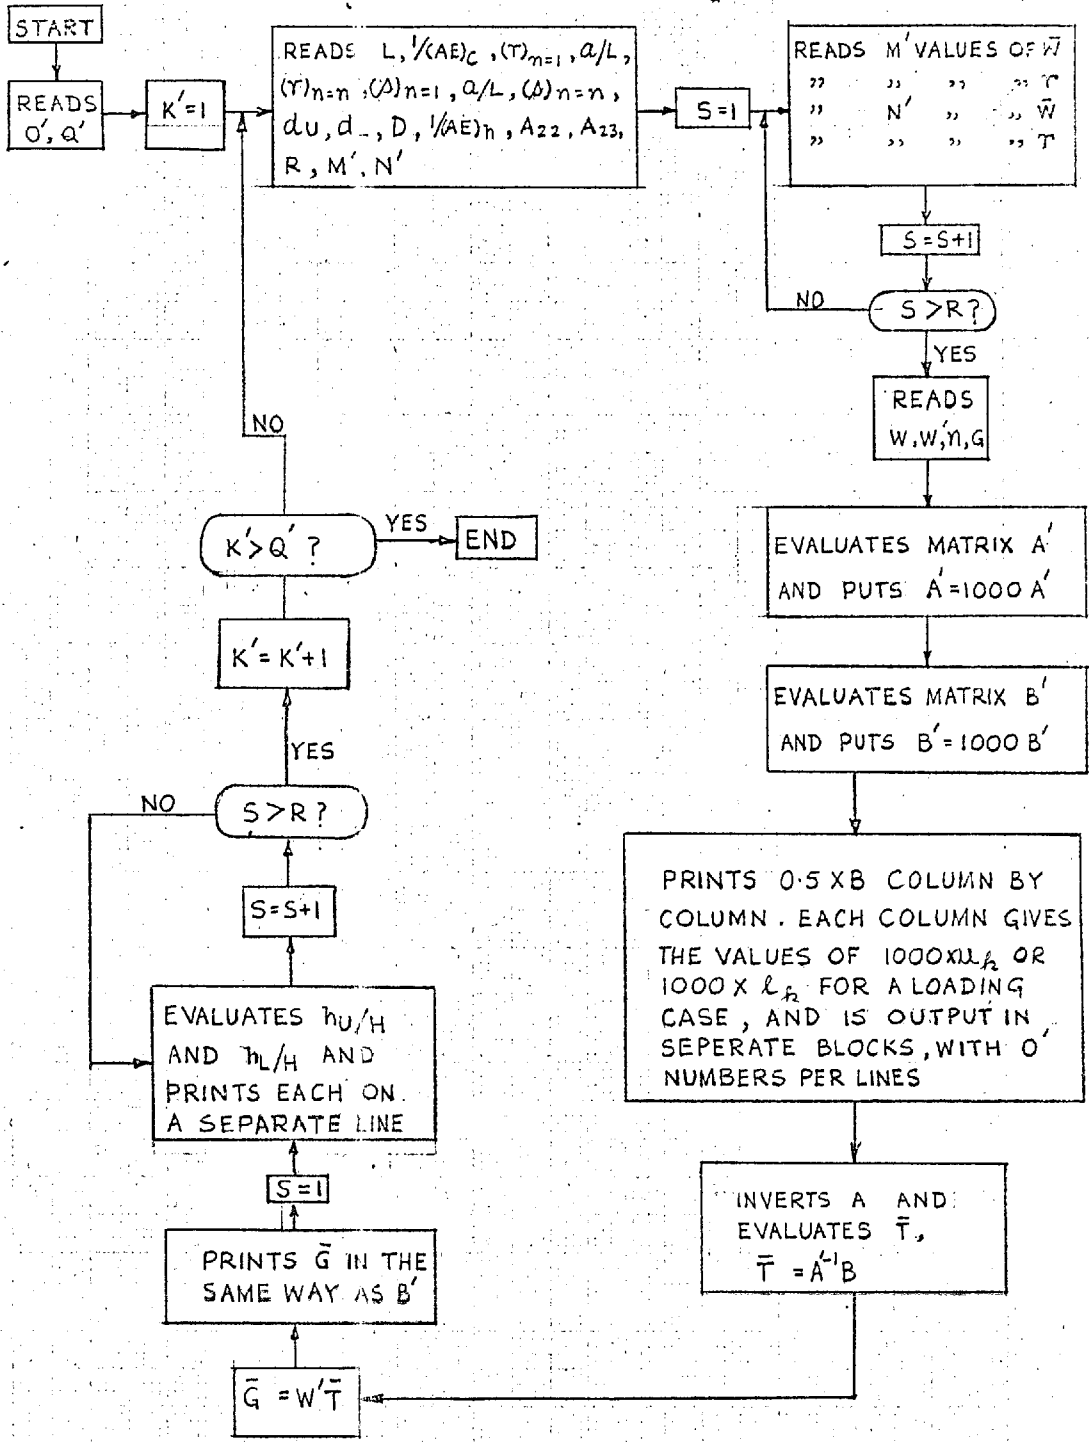 START
READS
O', Q'
K'=1
READS L, 1/(AE)c, (r)n=1, a/L,
(r)n=n, (s)n=1, a/L, (s)n=n,
dU, d-, D, 1/(AE)n, A22, A23,
R, M', N'
S=1
READS M' VALUES OF W̄
" " " " r
" N' " " W̄
" " " " r
S=S+1
S>R?
NO
YES
READS
W, W', n, G
EVALUATES MATRIX A'
AND PUTS A'=1000 A'
EVALUATES MATRIX B'
AND PUTS B'=1000 B'
PRINTS 0.5 XB COLUMN BY
COLUMN. EACH COLUMN GIVES
THE VALUES OF 1000XUh OR
1000 X lh FOR A LOADING
CASE, AND IS OUTPUT IN
SEPERATE BLOCKS, WITH O'
NUMBERS PER LINES
INVERTS A AND
EVALUATES T̄,
T̄ = A'-1B
Ḡ = W'T̄
PRINTS Ḡ IN THE
SAME WAY AS B'
S=1
EVALUATES hU/H
AND hL/H AND
PRINTS EACH ON
A SEPARATE LINE
S=S+1
S>R?
NO
YES
K'=K'+1
K'>Q' ?
YES
END
NO